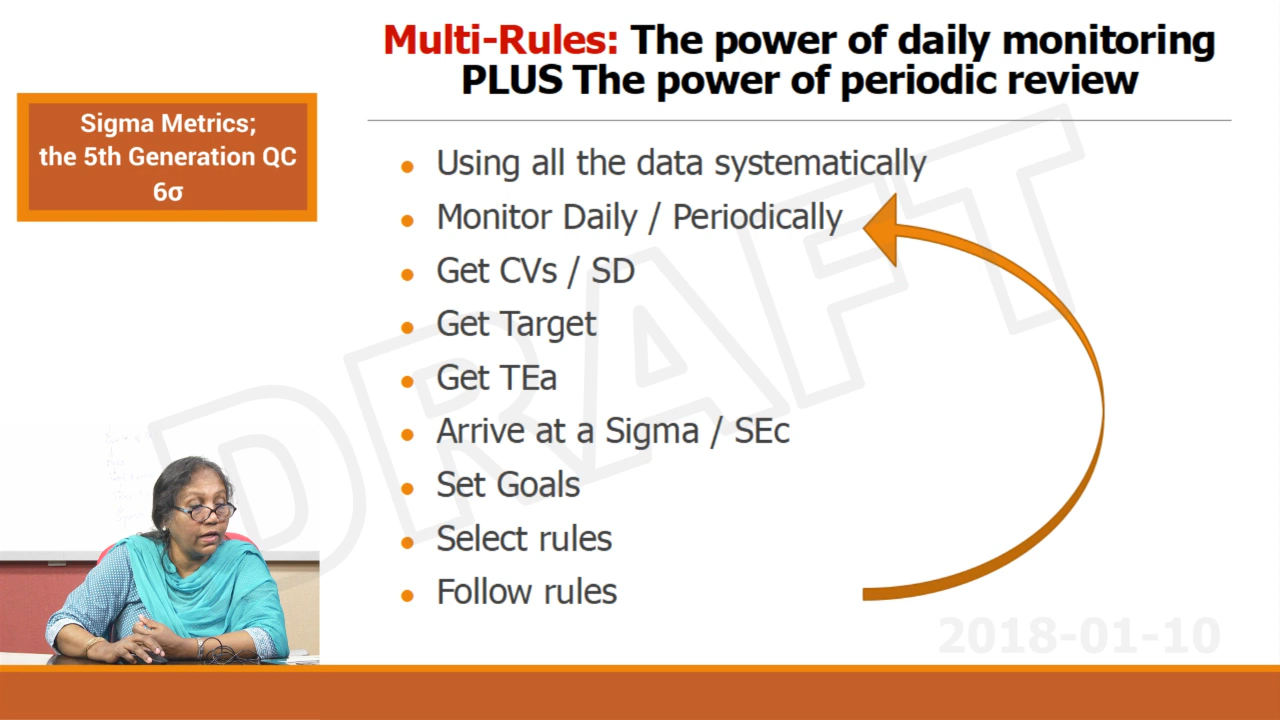 Multi-Rules: The power of daily monitoring
PLUS The power of periodic review
Sigma Metrics;
the 5th Generation QC
6σ
• Using all the data systematically
• Monitor Daily / Periodically
• Get CVs / SD
• Get Target
• Get TEa
• Arrive at a Sigma / SEc
• Set Goals
• Select rules
• Follow rules
DRAFT
2018-01-10